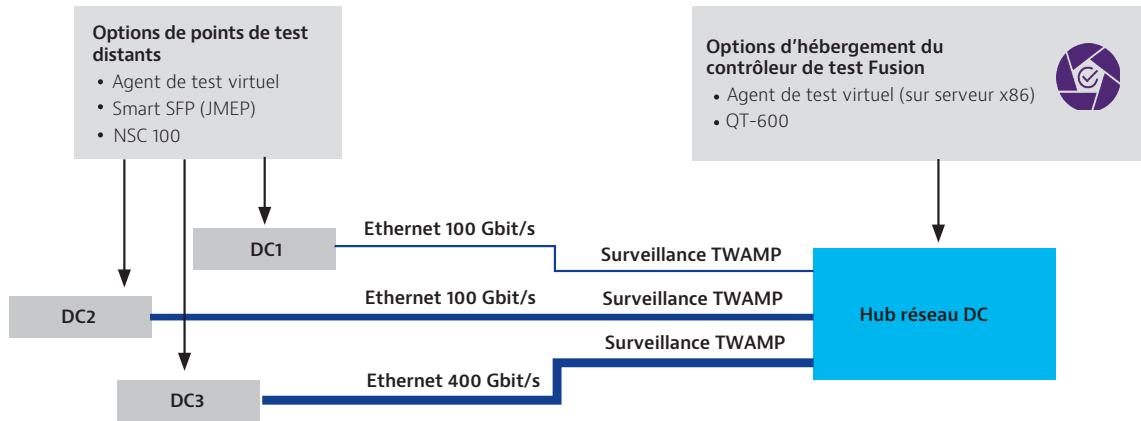 Options de points de test
distants
• Agent de test virtuel
• Smart SFP (JMEP)
• NSC 100
Options d’hébergement du
contrôleur de test Fusion
• Agent de test virtuel (sur serveur x86)
• QT-600
DC1
Ethernet 100 Gbit/s
Surveillance TWAMP
DC2
Ethernet 100 Gbit/s
Surveillance TWAMP
Hub réseau DC
Surveillance TWAMP
DC3
Ethernet 400 Gbit/s